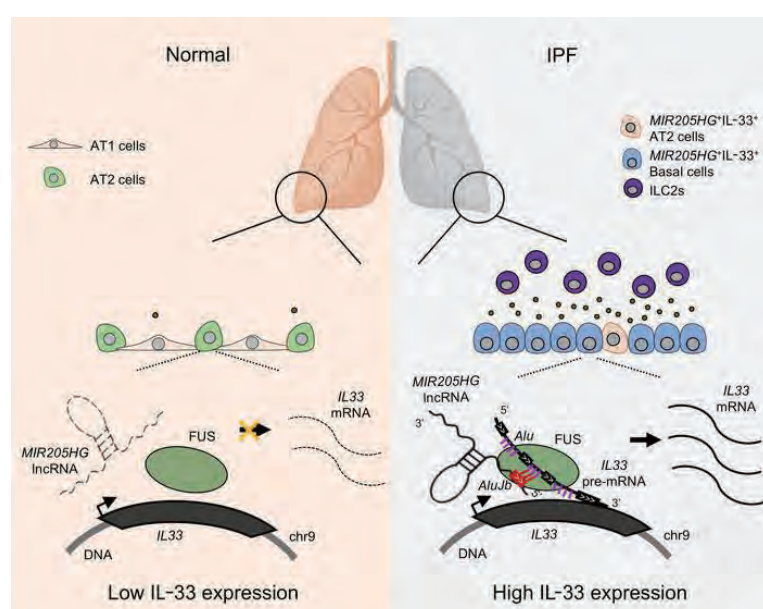 Normal
AT1 cells
AT2 cells
MIR205HG
lncRNA
FUS
IL33
mRNA
IL33
DNA
chr9
Low IL-33 expression
IPF
MIR205HG⁺IL-33⁺
AT2 cells
MIR205HG⁺IL-33⁺
Basal cells
ILC2s
MIR205HG
lncRNA
3'
5'
Alu
FUS
IL33
mRNA
AluJb
5'
IL33
pre-mRNA
3'
IL33
DNA
chr9
High IL-33 expression